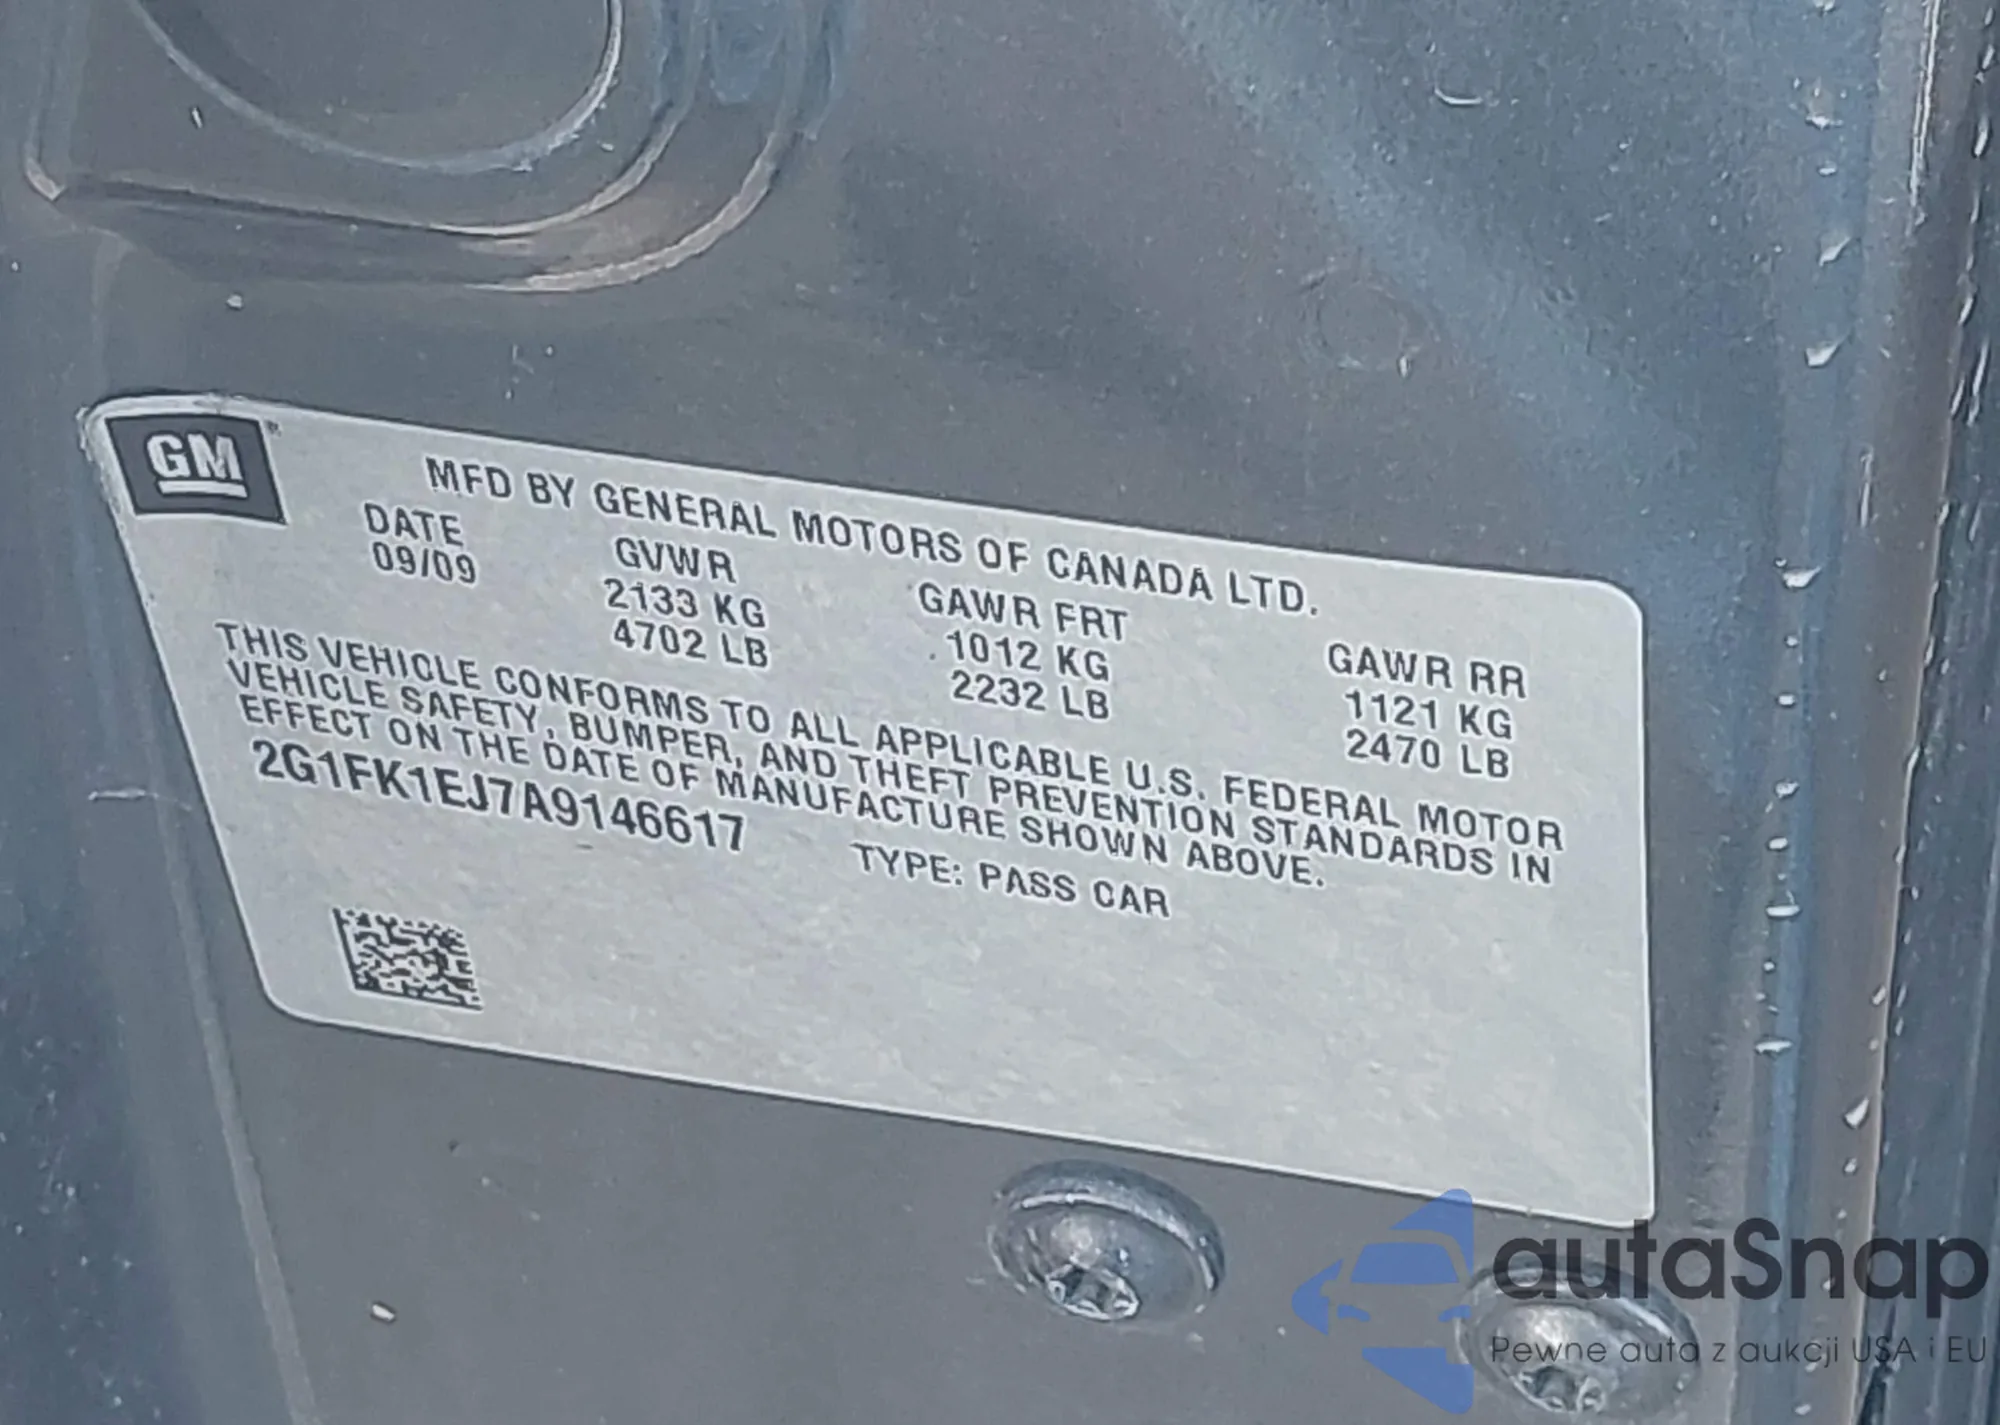 GM
MFD BY GENERAL MOTORS OF CANADA LTD.
DATE GVWR GAWR FRT GAWR RR
09/09 2133 KG 1012 KG 1121 KG
4702 LB 2232 LB 2470 LB
THIS VEHICLE CONFORMS TO ALL APPLICABLE U.S. FEDERAL MOTOR
VEHICLE SAFETY, BUMPER, AND THEFT PREVENTION STANDARDS IN
EFFECT ON THE DATE OF MANUFACTURE SHOWN ABOVE.
2G1FK1EJ7A9146617 TYPE: PASS CAR
autaSnap
Pewne auta z aukcji USA i EU